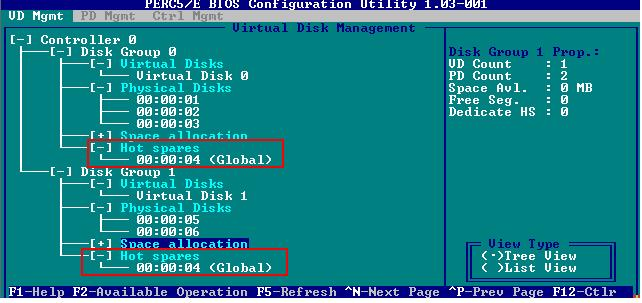 PERC5/E BIOS Configuration Utility 1.03-001
VD Mgmt PD Mgmt Ctrl Mgmt
Virtual Disk Management
[-] Controller 0
[-] Disk Group 0
[-] Virtual Disks
Virtual Disk 0
[-] Physical Disks
00:00:01
00:00:02
00:00:03
[+] Space allocation
[-] Hot spares
00:00:04 (Global)
[-] Disk Group 1
[-] Virtual Disks
Virtual Disk 1
[-] Physical Disks
00:00:05
00:00:06
[+] Space allocation
[-] Hot spares
00:00:04 (Global)
Disk Group 1 Prop.:
VD Count : 1
PD Count : 2
Space Avl. : 0 MB
Free Seg. : 0
Dedicate HS : 0
View Type
(·)Tree View
( )List View
F1-Help F2-Available Operation F5-Refresh ^N-Next Page ^P-Prev Page F12-Ctlr